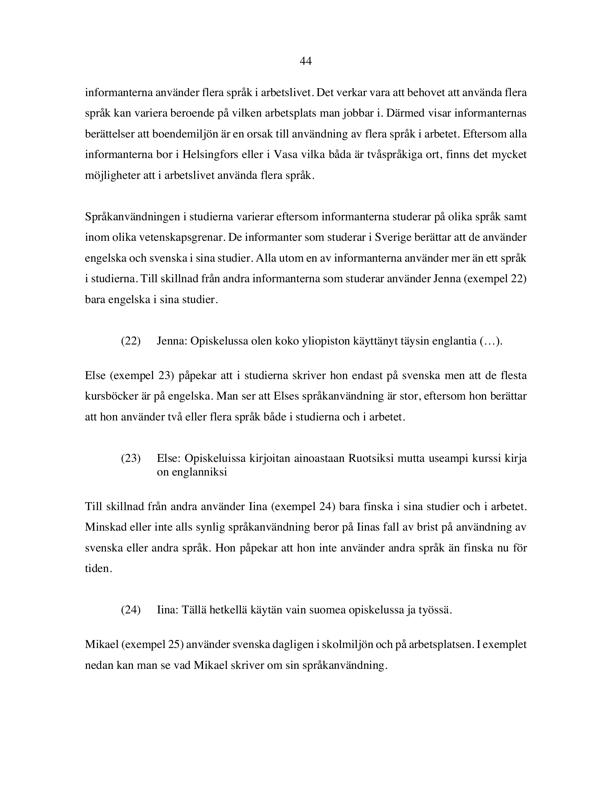 44
informanterna använder flera språk i arbetslivet. Det verkar vara att behovet att använda flera
språk kan variera beroende på vilken arbetsplats man jobbar i. Därmed visar informanternas
berättelser att boendemiljön är en orsak till användning av flera språk i arbetet. Eftersom alla
informanterna bor i Helsingfors eller i Vasa vilka båda är tvåspråkiga ort, finns det mycket
möjligheter att i arbetslivet använda flera språk.
Språkanvändningen i studierna varierar eftersom informanterna studerar på olika språk samt
inom olika vetenskapsgrenar. De informanter som studerar i Sverige berättar att de använder
engelska och svenska i sina studier. Alla utom en av informanterna använder mer än ett språk
i studierna. Till skillnad från andra informanterna som studerar använder Jenna (exempel 22)
bara engelska i sina studier.
(22) Jenna: Opiskelussa olen koko yliopiston käyttänyt täysin englantia (…).
Else (exempel 23) påpekar att i studierna skriver hon endast på svenska men att de flesta
kursböcker är på engelska. Man ser att Elses språkanvändning är stor, eftersom hon berättar
att hon använder två eller flera språk både i studierna och i arbetet.
(23) Else: Opiskeluissa kirjoitan ainoastaan Ruotsiksi mutta useampi kurssi kirja
on englanniksi
Till skillnad från andra använder Iina (exempel 24) bara finska i sina studier och i arbetet.
Minskad eller inte alls synlig språkanvändning beror på Iinas fall av brist på användning av
svenska eller andra språk. Hon påpekar att hon inte använder andra språk än finska nu för
tiden.
(24) Iina: Tällä hetkellä käytän vain suomea opiskelussa ja työssä.
Mikael (exempel 25) använder svenska dagligen i skolmiljön och på arbetsplatsen. I exemplet
nedan kan man se vad Mikael skriver om sin språkanvändning.